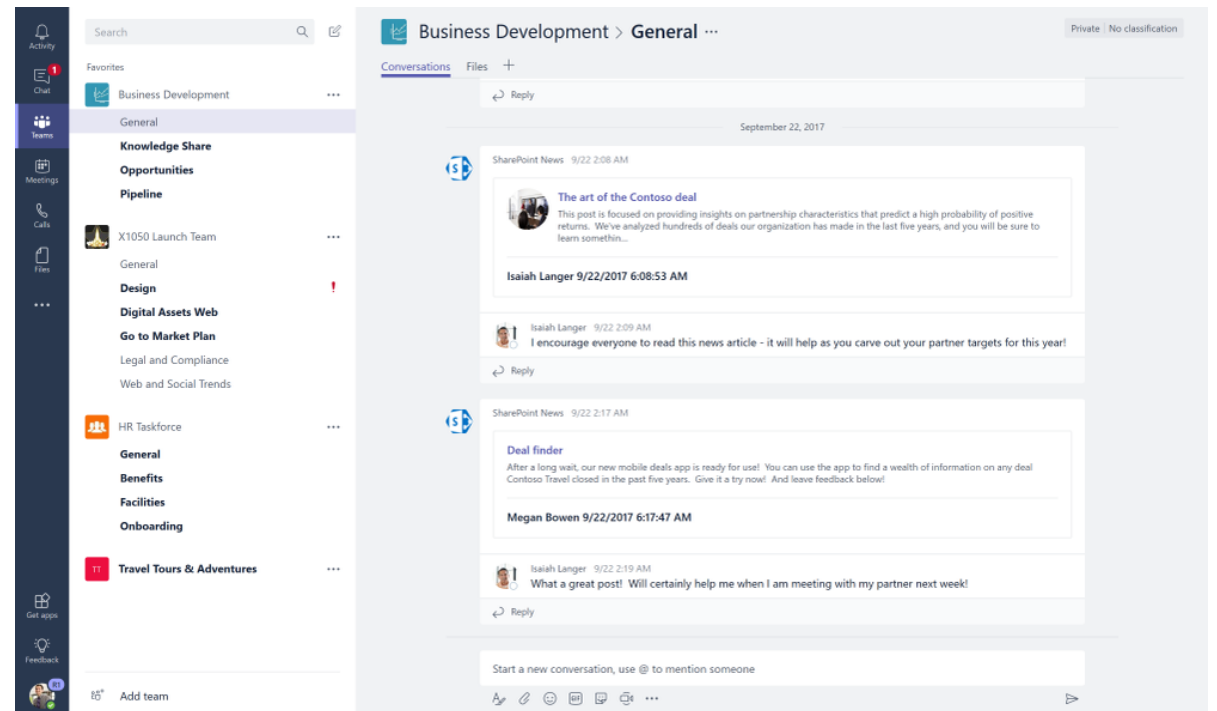 Activity
Chat
1
Teams
Meetings
Calls
Files
Get apps
Feedback
R1
Search
Favorites
Business Development
General
Knowledge Share
Opportunities
Pipeline
X1050 Launch Team
General
Design
!
Digital Assets Web
Go to Market Plan
Legal and Compliance
Web and Social Trends
HR Taskforce
General
Benefits
Facilities
Onboarding
TT
Travel Tours & Adventures
Add team
Business Development > General ...
Private | No classification
Conversations Files +
Reply
September 22, 2017
SharePoint News 9/22 2:08 AM
The art of the Contoso deal
This post is focused on providing insights on partnership characteristics that predict a high probability of positive
returns. We've analyzed hundreds of deals our organization has made in the last five years, and you will be sure to
learn somethin...
Isaiah Langer 9/22/2017 6:08:53 AM
Isaiah Langer 9/22 2:09 AM
I encourage everyone to read this news article - it will help as you carve out your partner targets for this year!
Reply
SharePoint News 9/22 2:17 AM
Deal finder
After a long wait, our new mobile deals app is ready for use! You can use the app to find a wealth of information on any deal
Contoso Travel closed in the past five years. Give it a try now! And leave feedback below!
Megan Bowen 9/22/2017 6:17:47 AM
Isaiah Langer 9/22 2:19 AM
What a great post! Will certainly help me when I am meeting with my partner next week!
Reply
Start a new conversation, use @ to mention someone
GIF